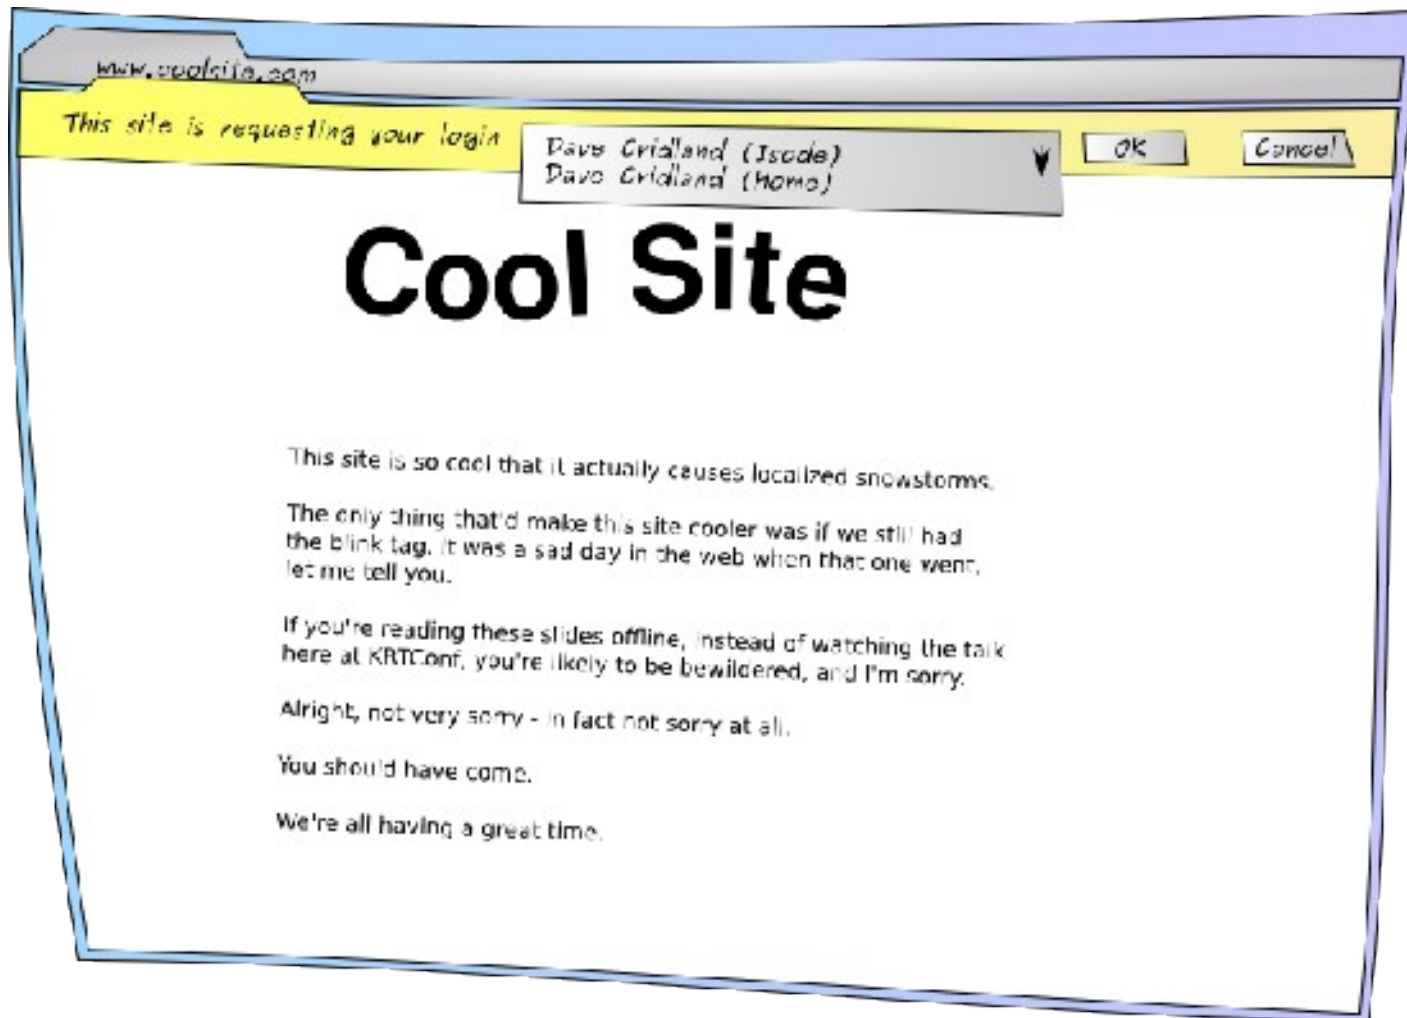 www.coolsite.com
This site is requesting your login
Dave Cridland (Isode)
Dave Cridland (Home)
OK
Cancel
Cool Site
This site is so cool that it actually causes localized snowstorms.
The only thing that'd make this site cooler was if we still had
the blink tag. It was a sad day in the web when that one went,
let me tell you.
If you're reading these slides offline, instead of watching the talk
here at KRTConf, you're likely to be bewildered, and I'm sorry.
Alright, not very sorry - in fact not sorry at all.
You should have come.
We're all having a great time.